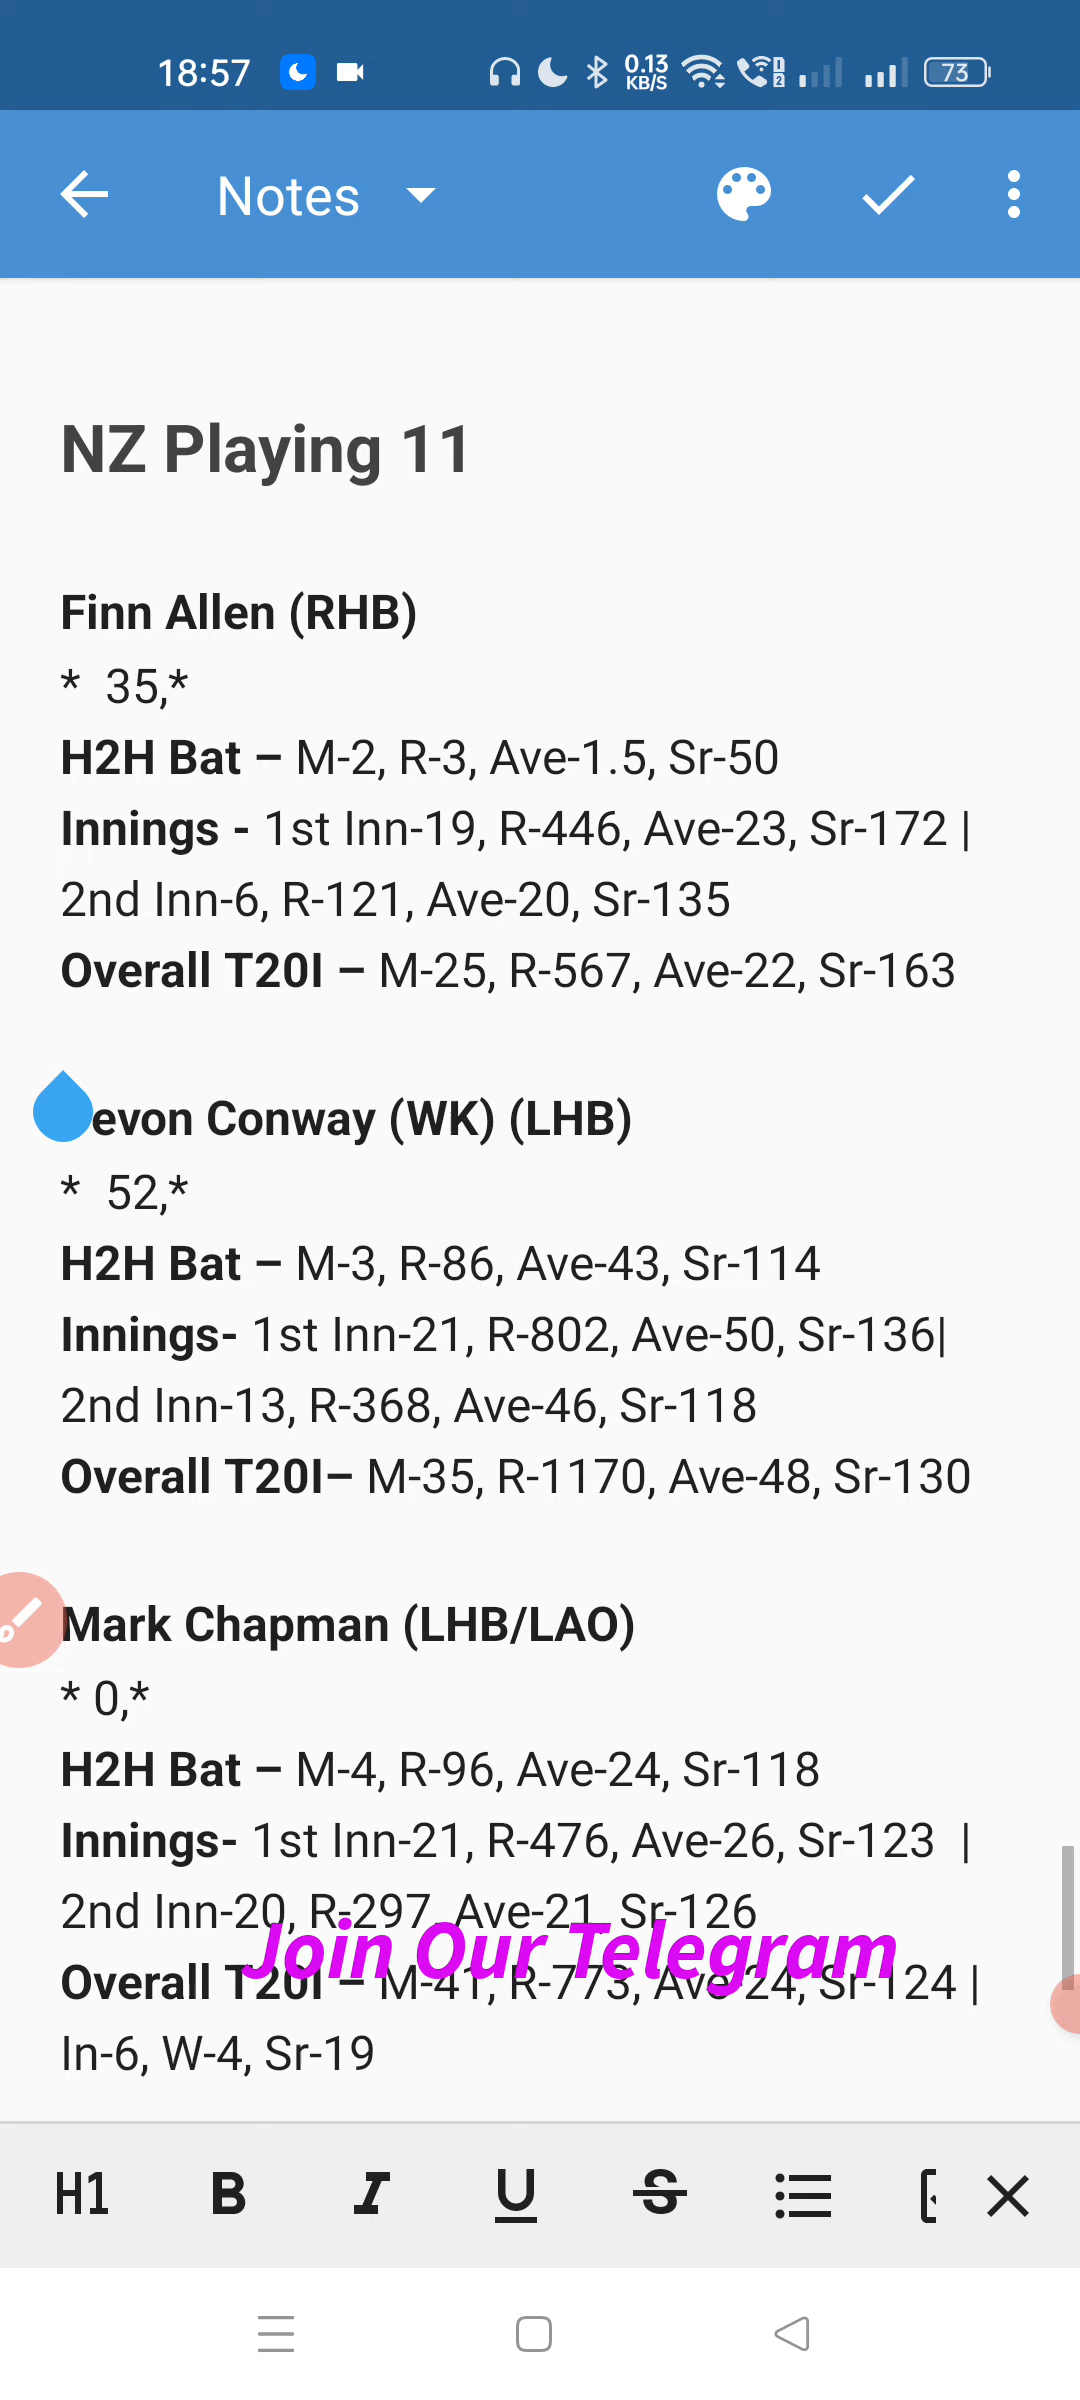 18:57 0.13 KB/S 1 2 73
Notes
NZ Playing 11
Finn Allen (RHB)
* 35,*
H2H Bat – M-2, R-3, Ave-1.5, Sr-50
Innings - 1st Inn-19, R-446, Ave-23, Sr-172 |
2nd Inn-6, R-121, Ave-20, Sr-135
Overall T20I – M-25, R-567, Ave-22, Sr-163
evon Conway (WK) (LHB)
* 52,*
H2H Bat – M-3, R-86, Ave-43, Sr-114
Innings- 1st Inn-21, R-802, Ave-50, Sr-136|
2nd Inn-13, R-368, Ave-46, Sr-118
Overall T20I– M-35, R-1170, Ave-48, Sr-130
Mark Chapman (LHB/LAO)
* 0,*
H2H Bat – M-4, R-96, Ave-24, Sr-118
Innings- 1st Inn-21, R-476, Ave-26, Sr-123 |
2nd Inn-20, R-297, Ave-21, Sr-126
Join Our Telegram
Overall T20I – M-41, R-773, Ave-24, Sr-124 |
In-6, W-4, Sr-19
H1 B I U S